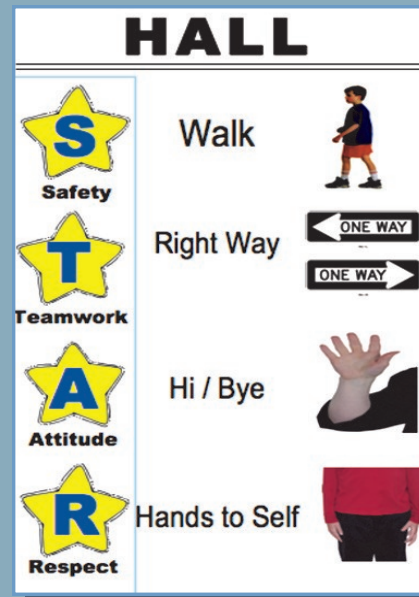 HALL
S
Safety
Walk
T
Teamwork
Right Way
ONE WAY
ONE WAY
A
Attitude
Hi / Bye
R
Respect
Hands to Self